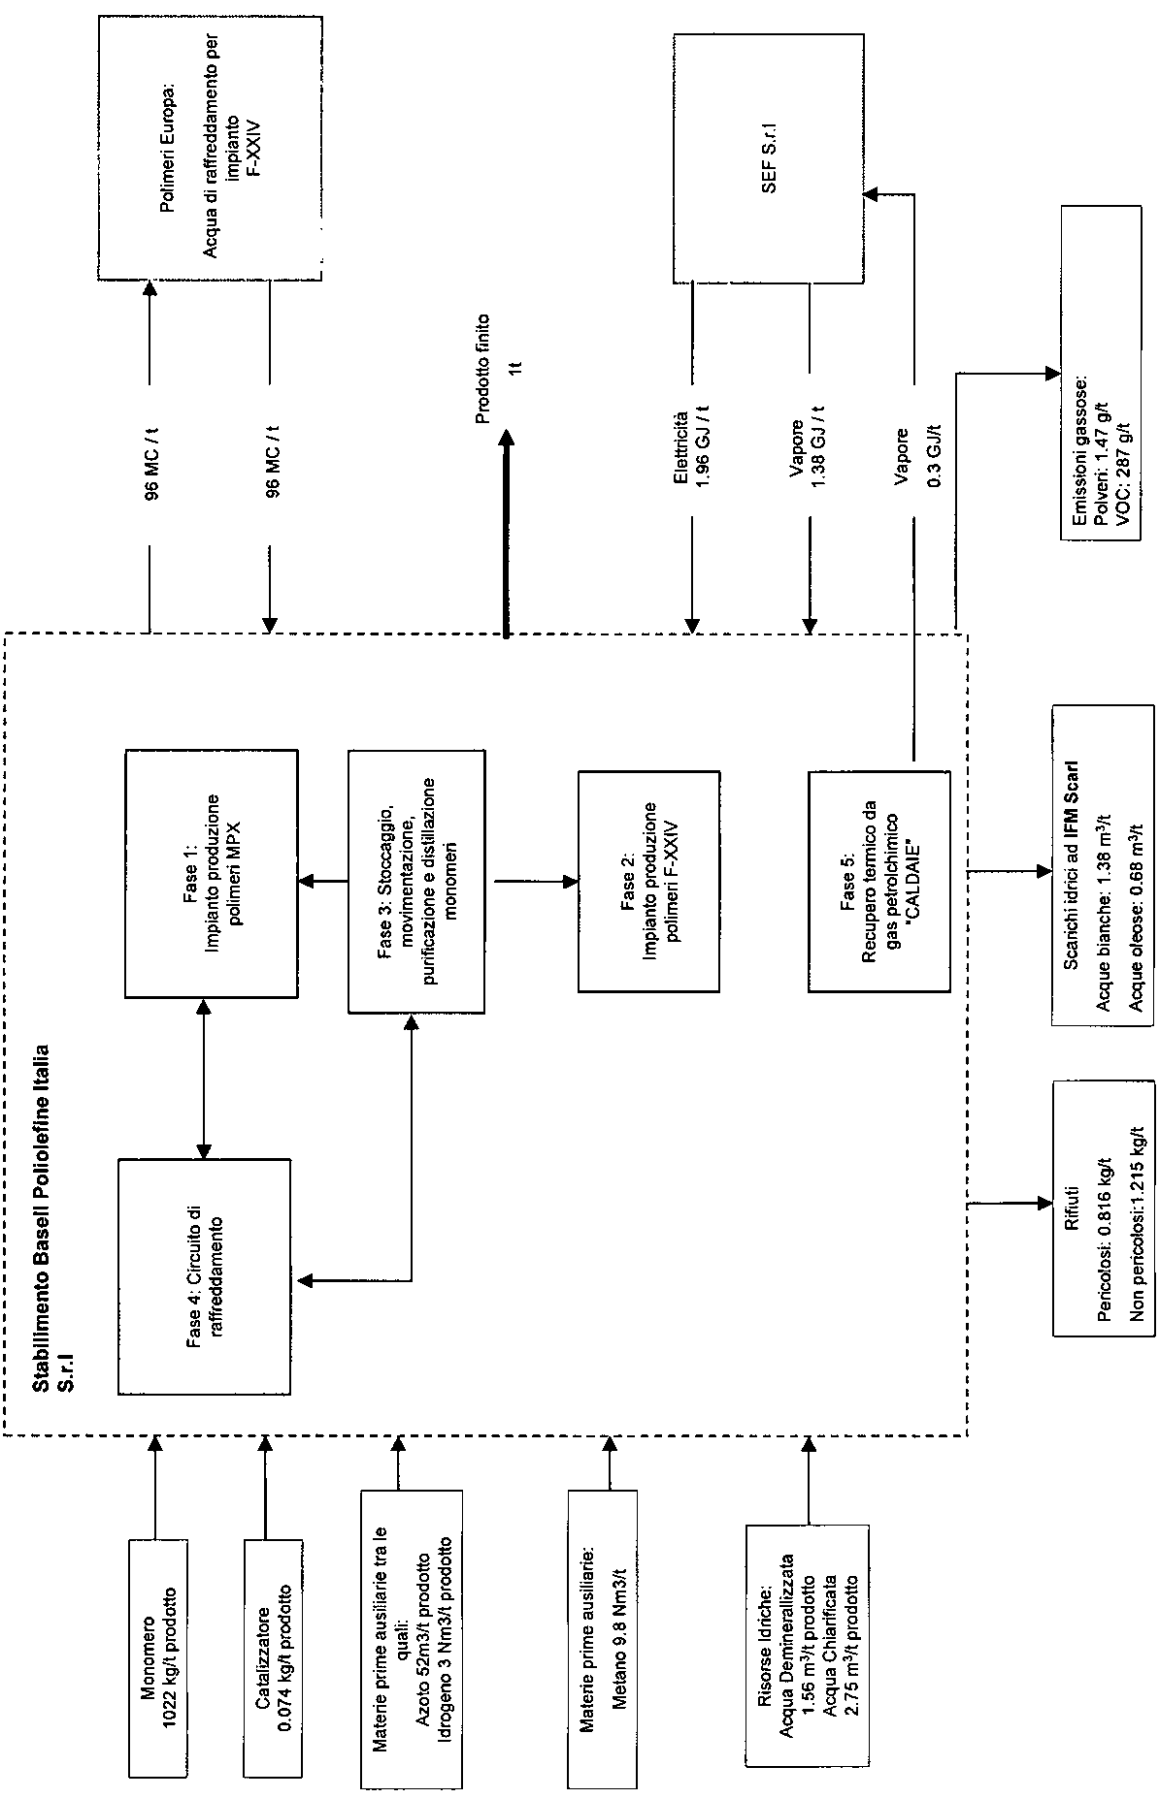 Stabilimento Basell Poliolefine Italia
S.r.l
Monomero
1022 kg/t prodotto
Catalizzatore
0.074 kg/t prodotto
Materie prime ausiliarie tra le
quali:
Azoto 52m3/t prodotto
Idrogeno 3 Nm3/t prodotto
Materie prime ausiliarie:
Metano 9.8 Nm3/t
Risorse Idriche:
Acqua Demineralizzata
1.56 m³/t prodotto
Acqua Chiarificata
2.75 m³/t prodotto
Fase 4: Circuito di
raffreddamento
Fase 1:
Impianto produzione
polimeri MPX
Fase 3: Stoccaggio,
movimentazione,
purificazione e distillazione
monomeri
Fase 2:
Impianto produzione
polimeri F-XXIV
Fase 5:
Recupero termico da
gas petrolchimico
"CALDAIE"
96 MC / t
96 MC / t
Polimeri Europa:
Acqua di raffreddamento per
impianto
F-XXIV
Prodotto finito
1t
Elettricità
1.96 GJ / t
Vapore
1.38 GJ / t
Vapore
0.3 GJ/t
SEF S.r.l
Rifiuti
Pericolosi: 0.816 kg/t
Non pericolosi:1.215 kg/t
Scarichi idrici ad IFM Scarl
Acque bianche: 1.38 m³/t
Acque oleose: 0.68 m³/t
Emissioni gassose:
Polveri: 1.47 g/t
VOC: 287 g/t